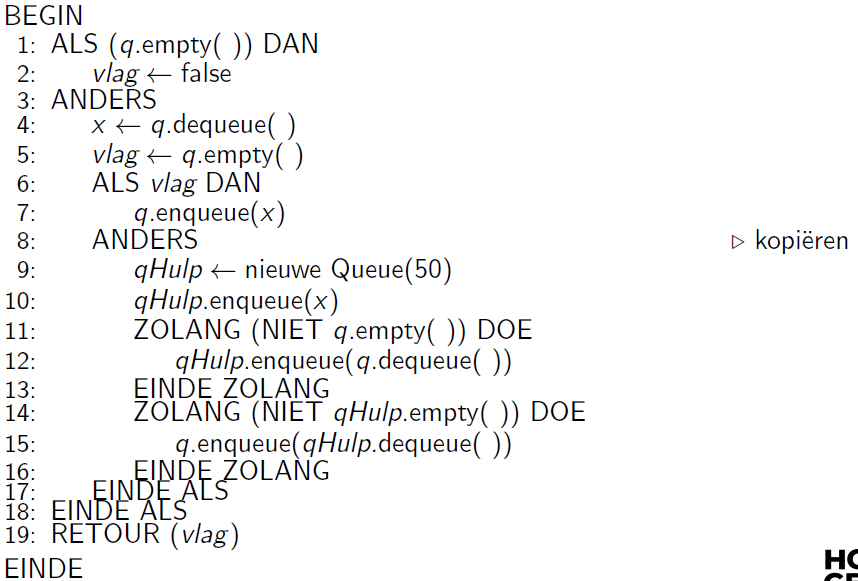 BEGIN
1: ALS (q.empty( )) DAN
2: vlag ← false
3: ANDERS
4: x ← q.dequeue( )
5: vlag ← q.empty( )
6: ALS vlag DAN
7: q.enqueue(x)
8: ANDERS ▷ kopiëren
9: qHulp ← nieuwe Queue(50)
10: qHulp.enqueue(x)
11: ZOLANG (NIET q.empty( )) DOE
12: qHulp.enqueue(q.dequeue( ))
13: EINDE ZOLANG
14: ZOLANG (NIET qHulp.empty( )) DOE
15: q.enqueue(qHulp.dequeue( ))
16: EINDE ZOLANG
17: EINDE ALS
18: EINDE ALS
19: RETOUR (vlag)
EINDE